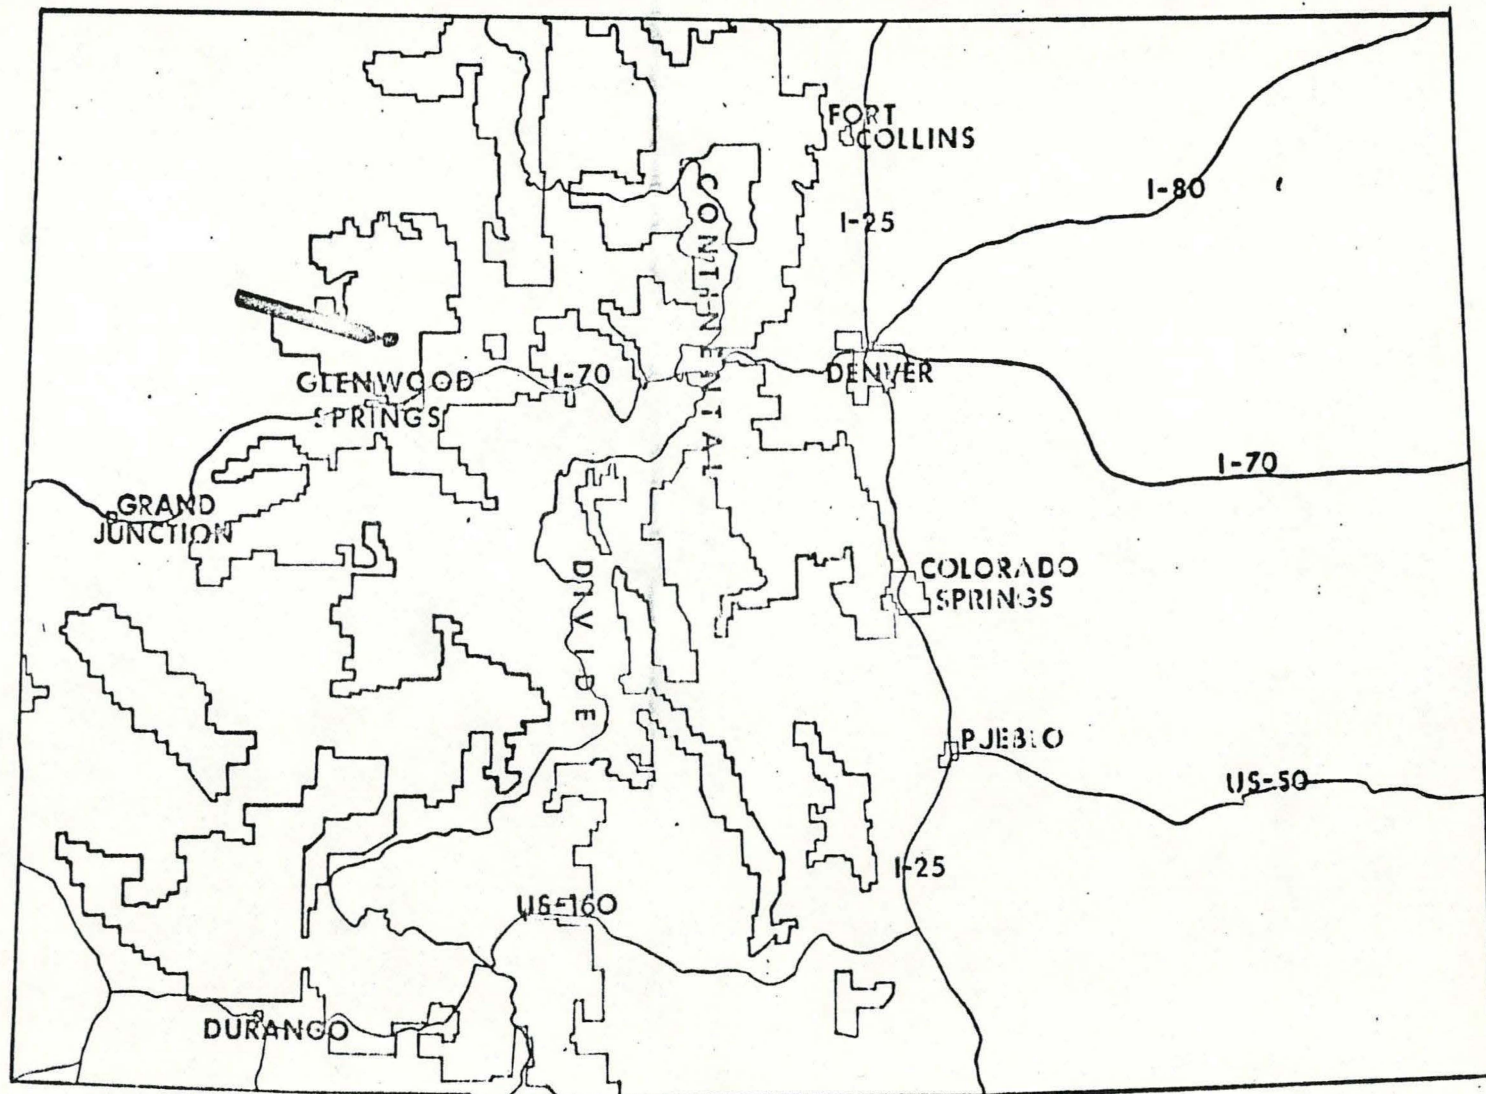 FORT
COLLINS
I-80
I-25
CONTINENTAL
GLENWOOD
SPRINGS
I-70
DENVER
I-70
GRAND
JUNCTION
DIVIDE
COLORADO
SPRINGS
PUEBLO
US-50
I-25
US-160
DURANGO